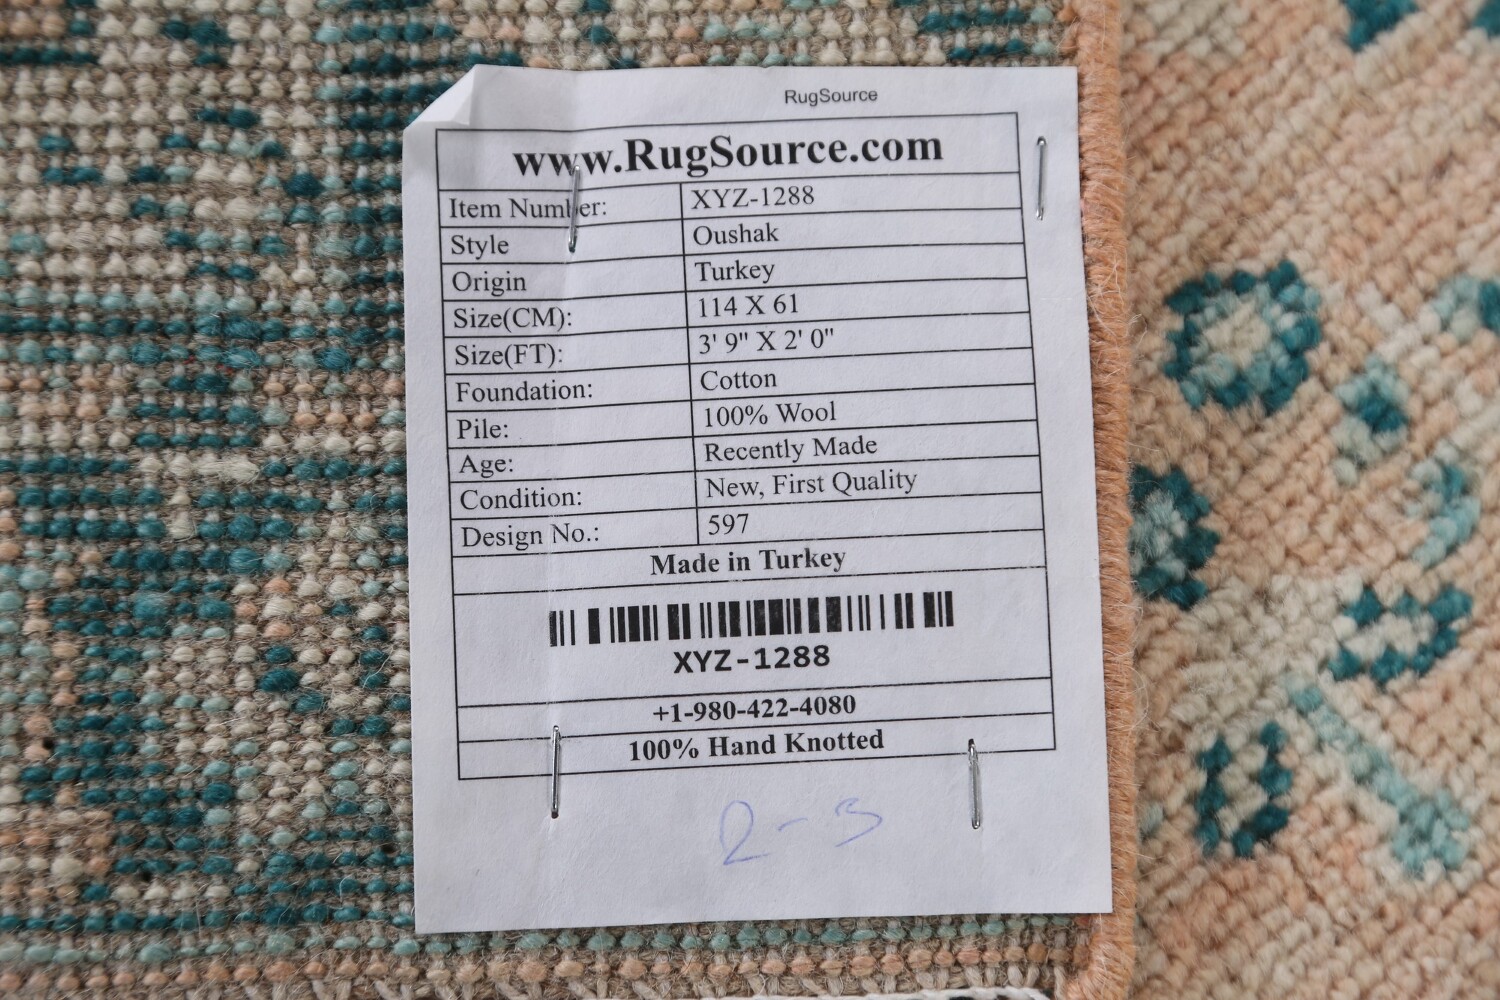 RugSource
www.RugSource.com
Item Number: XYZ-1288
Style Oushak
Origin Turkey
Size(CM): 114 X 61
Size(FT): 3' 9" X 2' 0"
Foundation: Cotton
Pile: 100% Wool
Age: Recently Made
Condition: New, First Quality
Design No.: 597
Made in Turkey
XYZ-1288
+1-980-422-4080
100% Hand Knotted